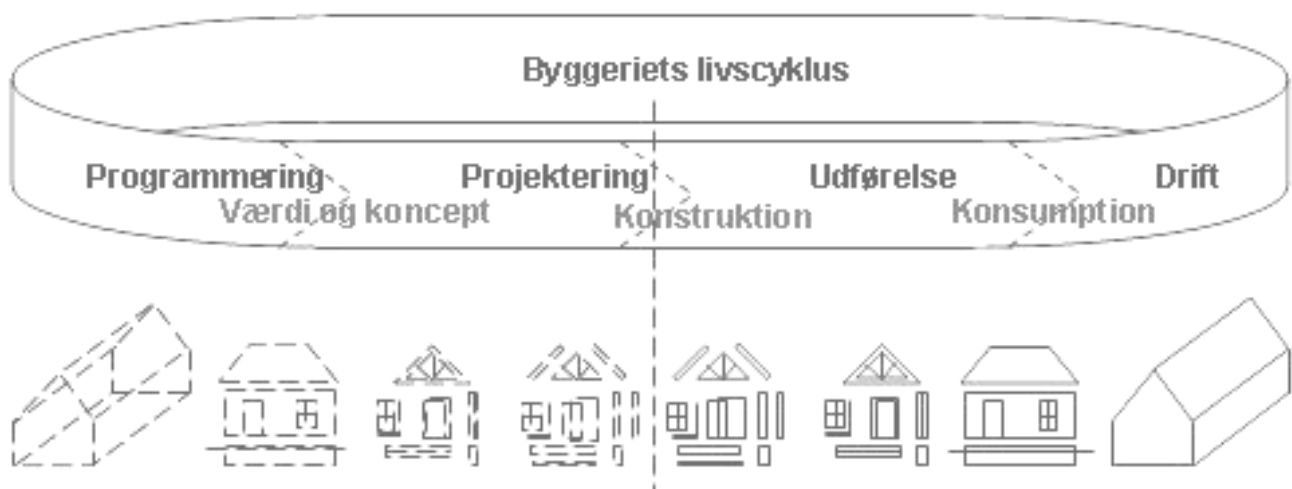 Byggeriets livscyklus
Programmering Projektering Udførelse Drift
Værdi og koncept Konstruktion Konsumption